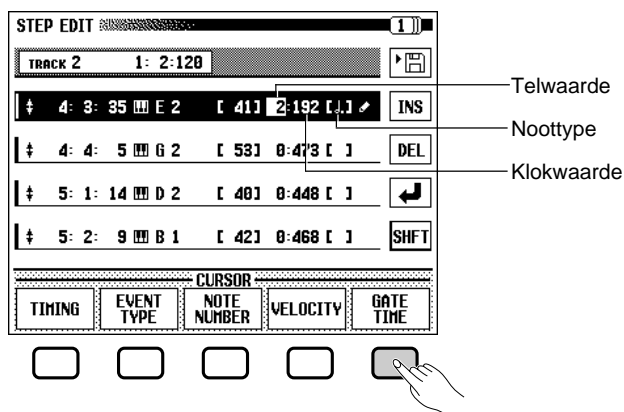 STEP EDIT 1
TRACK 2 1: 2:120
4: 3: 35 E 2 [ 41] 2:192 [♩.] INS
4: 4: 5 G 2 [ 53] 0:473 [ ] DEL
5: 1: 14 D 2 [ 40] 0:448 [ ]
5: 2: 9 B 1 [ 42] 0:468 [ ] SHFT
Telwaarde
Noottype
Klokwaarde
CURSOR
TIMING EVENT TYPE NOTE NUMBER VELOCITY GATE TIME